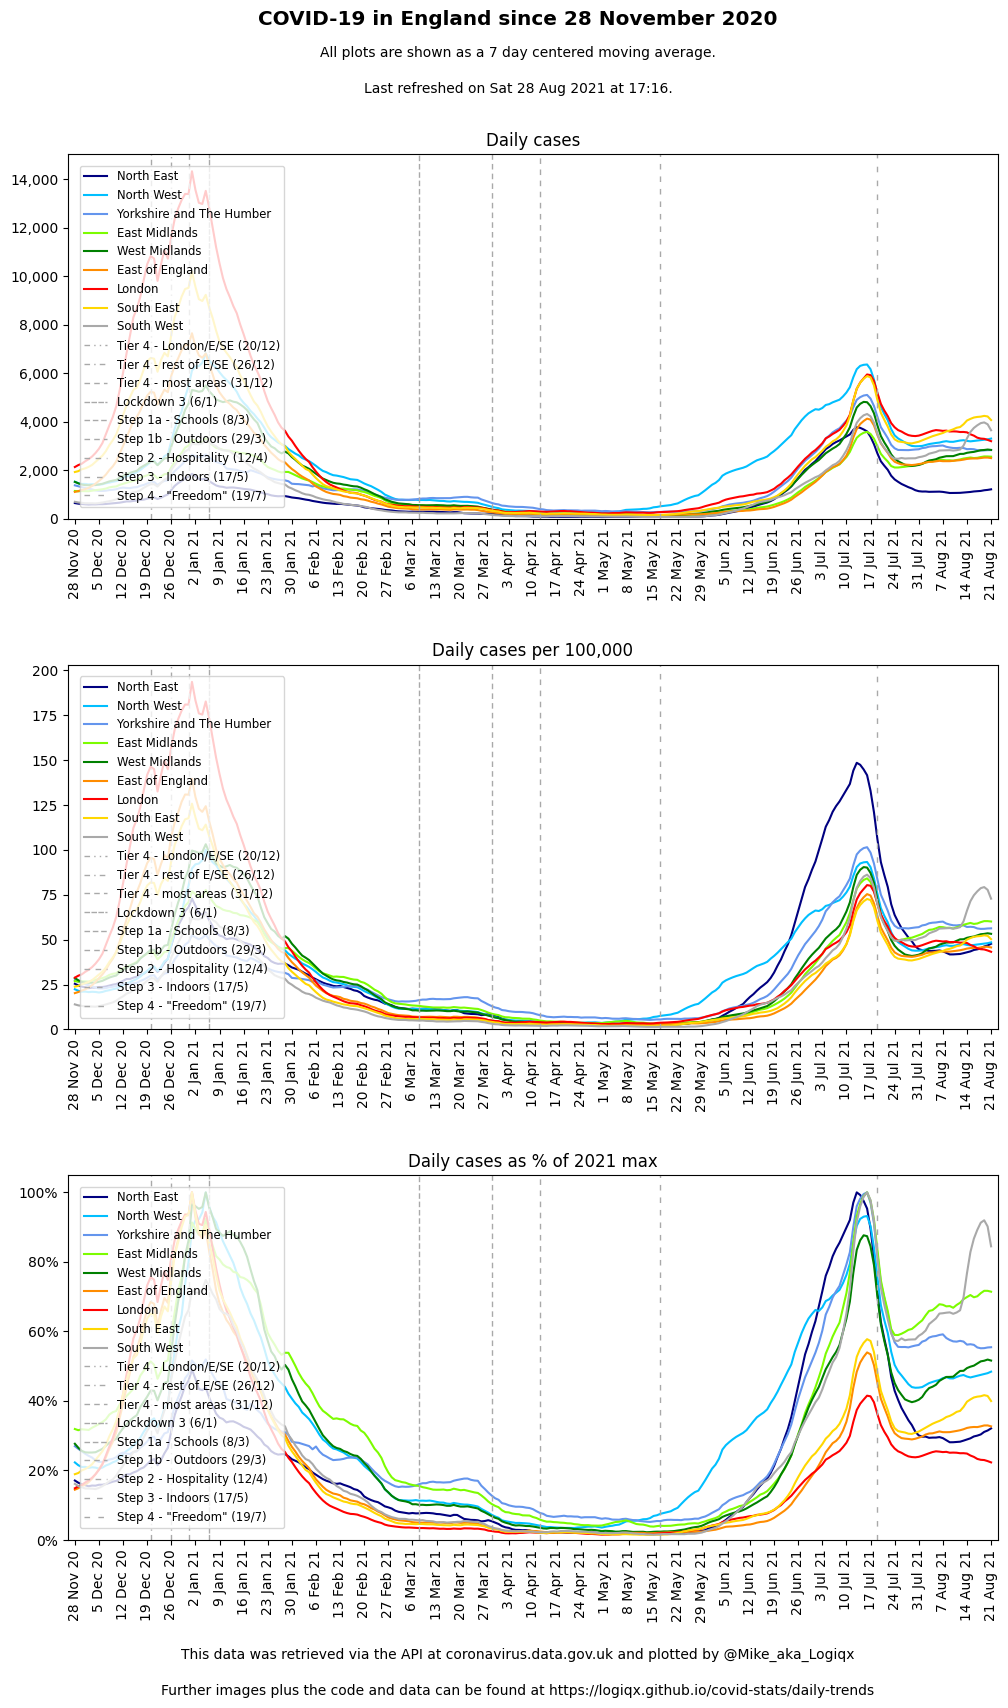 COVID-19 in England since 28 November 2020
All plots are shown as a 7 day centered moving average.
Last refreshed on Sat 28 Aug 2021 at 17:16.
Daily cases
14,000
12,000
10,000
8,000
6,000
4,000
2,000
0
North East
North West
Yorkshire and The Humber
East Midlands
West Midlands
East of England
London
South East
South West
Tier 4 - London/E/SE (20/12)
Tier 4 - rest of E/SE (26/12)
Tier 4 - most areas (31/12)
Lockdown 3 (6/1)
Step 1a - Schools (8/3)
Step 1b - Outdoors (29/3)
Step 2 - Hospitality (12/4)
Step 3 - Indoors (17/5)
Step 4 - "Freedom" (19/7)
28 Nov 20
5 Dec 20
12 Dec 20
19 Dec 20
26 Dec 20
2 Jan 21
9 Jan 21
16 Jan 21
23 Jan 21
30 Jan 21
6 Feb 21
13 Feb 21
20 Feb 21
27 Feb 21
6 Mar 21
13 Mar 21
20 Mar 21
27 Mar 21
3 Apr 21
10 Apr 21
17 Apr 21
24 Apr 21
1 May 21
8 May 21
15 May 21
22 May 21
29 May 21
5 Jun 21
12 Jun 21
19 Jun 21
26 Jun 21
3 Jul 21
10 Jul 21
17 Jul 21
24 Jul 21
31 Jul 21
7 Aug 21
14 Aug 21
21 Aug 21
Daily cases per 100,000
200
175
150
125
100
75
50
25
0
North East
North West
Yorkshire and The Humber
East Midlands
West Midlands
East of England
London
South East
South West
Tier 4 - London/E/SE (20/12)
Tier 4 - rest of E/SE (26/12)
Tier 4 - most areas (31/12)
Lockdown 3 (6/1)
Step 1a - Schools (8/3)
Step 1b - Outdoors (29/3)
Step 2 - Hospitality (12/4)
Step 3 - Indoors (17/5)
Step 4 - "Freedom" (19/7)
28 Nov 20
5 Dec 20
12 Dec 20
19 Dec 20
26 Dec 20
2 Jan 21
9 Jan 21
16 Jan 21
23 Jan 21
30 Jan 21
6 Feb 21
13 Feb 21
20 Feb 21
27 Feb 21
6 Mar 21
13 Mar 21
20 Mar 21
27 Mar 21
3 Apr 21
10 Apr 21
17 Apr 21
24 Apr 21
1 May 21
8 May 21
15 May 21
22 May 21
29 May 21
5 Jun 21
12 Jun 21
19 Jun 21
26 Jun 21
3 Jul 21
10 Jul 21
17 Jul 21
24 Jul 21
31 Jul 21
7 Aug 21
14 Aug 21
21 Aug 21
Daily cases as % of 2021 max
100%
80%
60%
40%
20%
0%
North East
North West
Yorkshire and The Humber
East Midlands
West Midlands
East of England
London
South East
South West
Tier 4 - London/E/SE (20/12)
Tier 4 - rest of E/SE (26/12)
Tier 4 - most areas (31/12)
Lockdown 3 (6/1)
Step 1a - Schools (8/3)
Step 1b - Outdoors (29/3)
Step 2 - Hospitality (12/4)
Step 3 - Indoors (17/5)
Step 4 - "Freedom" (19/7)
28 Nov 20
5 Dec 20
12 Dec 20
19 Dec 20
26 Dec 20
2 Jan 21
9 Jan 21
16 Jan 21
23 Jan 21
30 Jan 21
6 Feb 21
13 Feb 21
20 Feb 21
27 Feb 21
6 Mar 21
13 Mar 21
20 Mar 21
27 Mar 21
3 Apr 21
10 Apr 21
17 Apr 21
24 Apr 21
1 May 21
8 May 21
15 May 21
22 May 21
29 May 21
5 Jun 21
12 Jun 21
19 Jun 21
26 Jun 21
3 Jul 21
10 Jul 21
17 Jul 21
24 Jul 21
31 Jul 21
7 Aug 21
14 Aug 21
21 Aug 21
This data was retrieved via the API at coronavirus.data.gov.uk and plotted by @Mike_aka_Logiqx
Further images plus the code and data can be found at https://logiqx.github.io/covid-stats/daily-trends